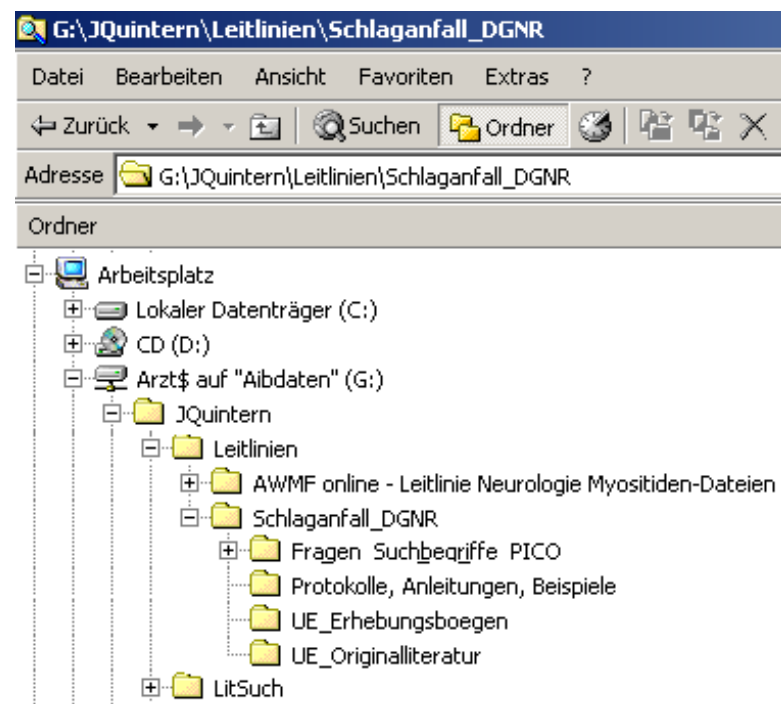 G:\JQuintern\Leitlinien\Schlaganfall_DGNR
Datei Bearbeiten Ansicht Favoriten Extras ?
Zurück Suchen Ordner
Adresse G:\JQuintern\Leitlinien\Schlaganfall_DGNR
Ordner
Arbeitsplatz
Lokaler Datenträger (C:)
CD (D:)
Arzt$ auf "Aibdaten" (G:)
JQuintern
Leitlinien
AWMF online - Leitlinie Neurologie Myositiden-Dateien
Schlaganfall_DGNR
Fragen Suchbegriffe PICO
Protokolle, Anleitungen, Beispiele
UE_Erhebungsboegen
UE_Originalliteratur
LitSuch